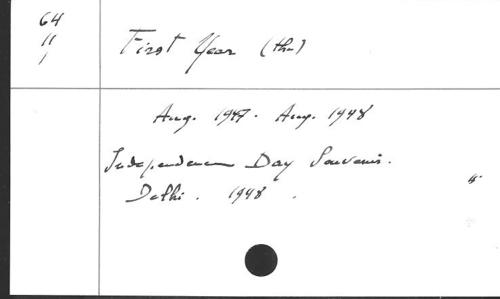 64
11
1
First Year (the)
Aug. 1947. Aug. 1948
Independence Day Souvenir.
Delhi. 1948.